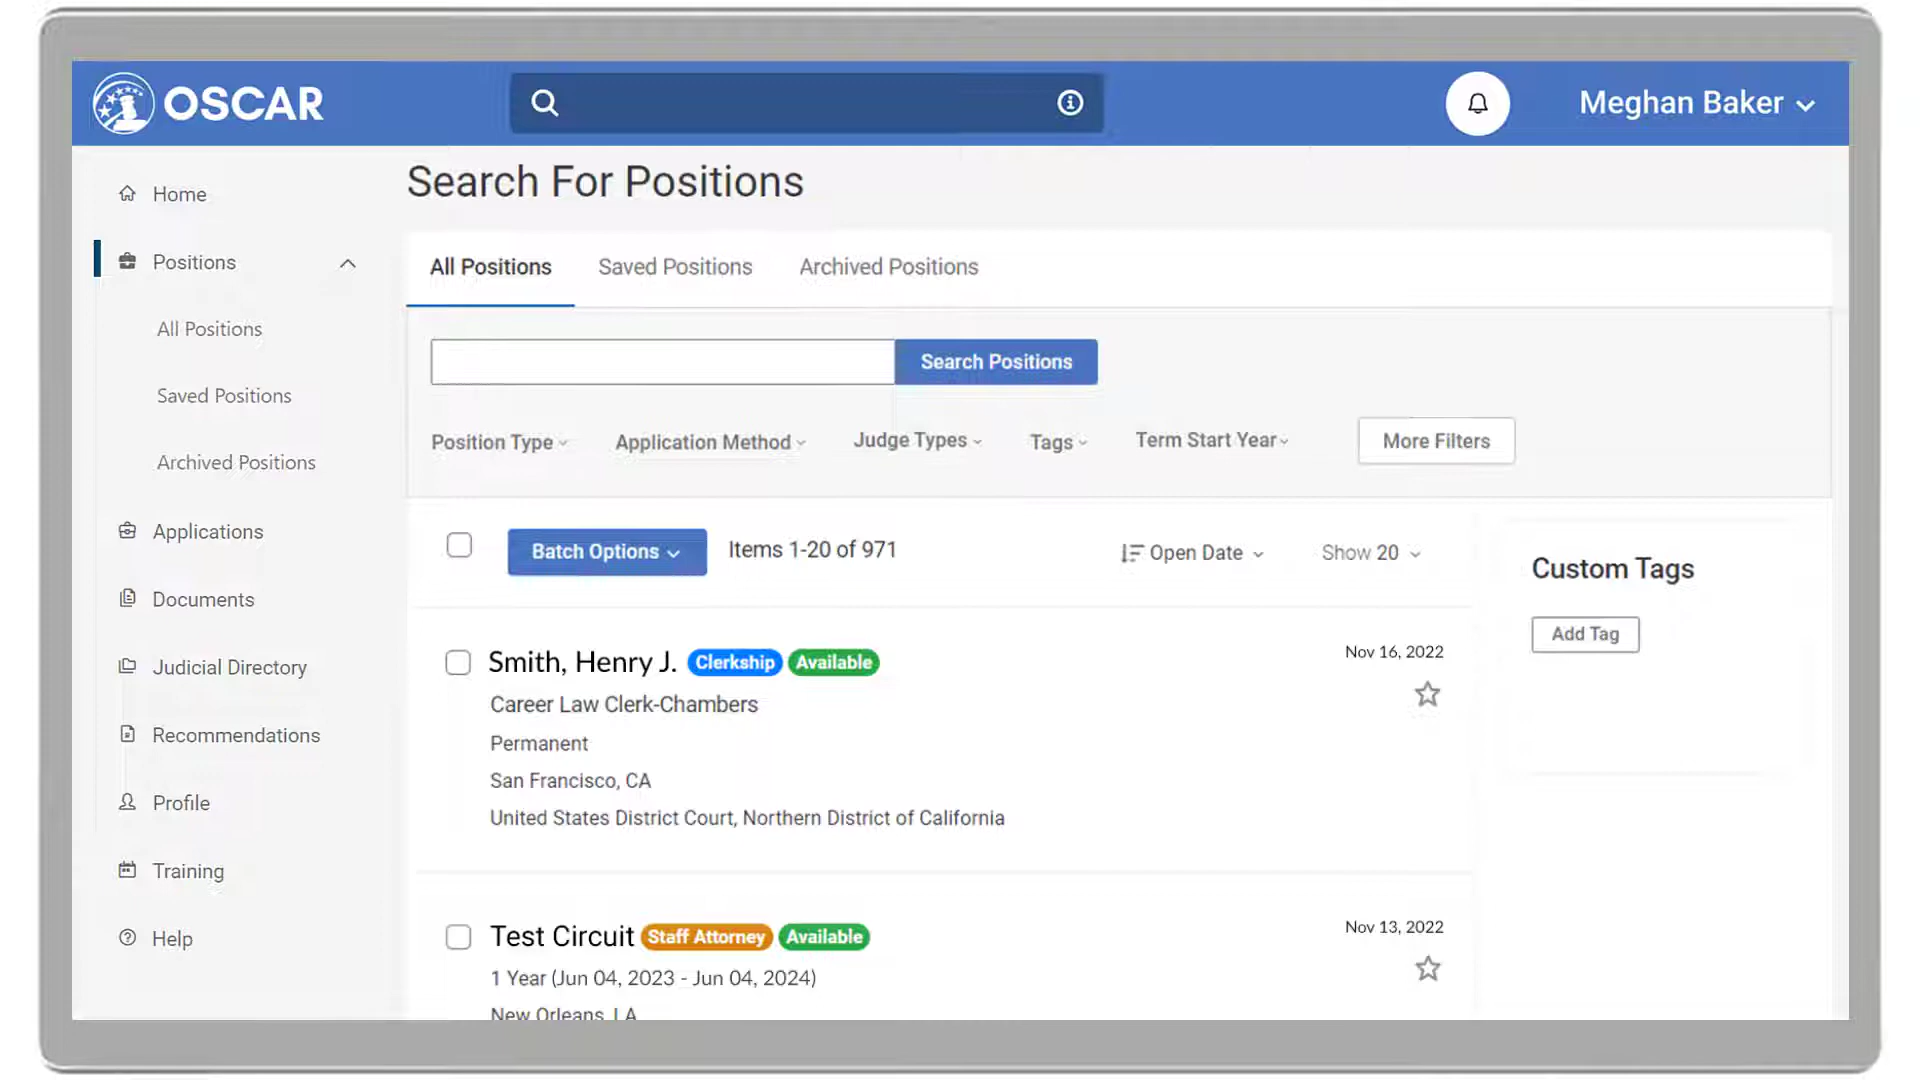 OSCAR
Meghan Baker
Search For Positions
Home
Positions
All Positions
Saved Positions
Archived Positions
Applications
Documents
Judicial Directory
Recommendations
Profile
Training
Help
All Positions Saved Positions Archived Positions
Search Positions
Position Type Application Method Judge Types Tags Term Start Year More Filters
Batch Options Items 1-20 of 971 Open Date Show 20
Custom Tags
Add Tag
Smith, Henry J. Clerkship Available Nov 16, 2022
Career Law Clerk-Chambers
Permanent
San Francisco, CA
United States District Court, Northern District of California
Test Circuit Staff Attorney Available Nov 13, 2022
1 Year (Jun 04, 2023 - Jun 04, 2024)
New Orleans, LA